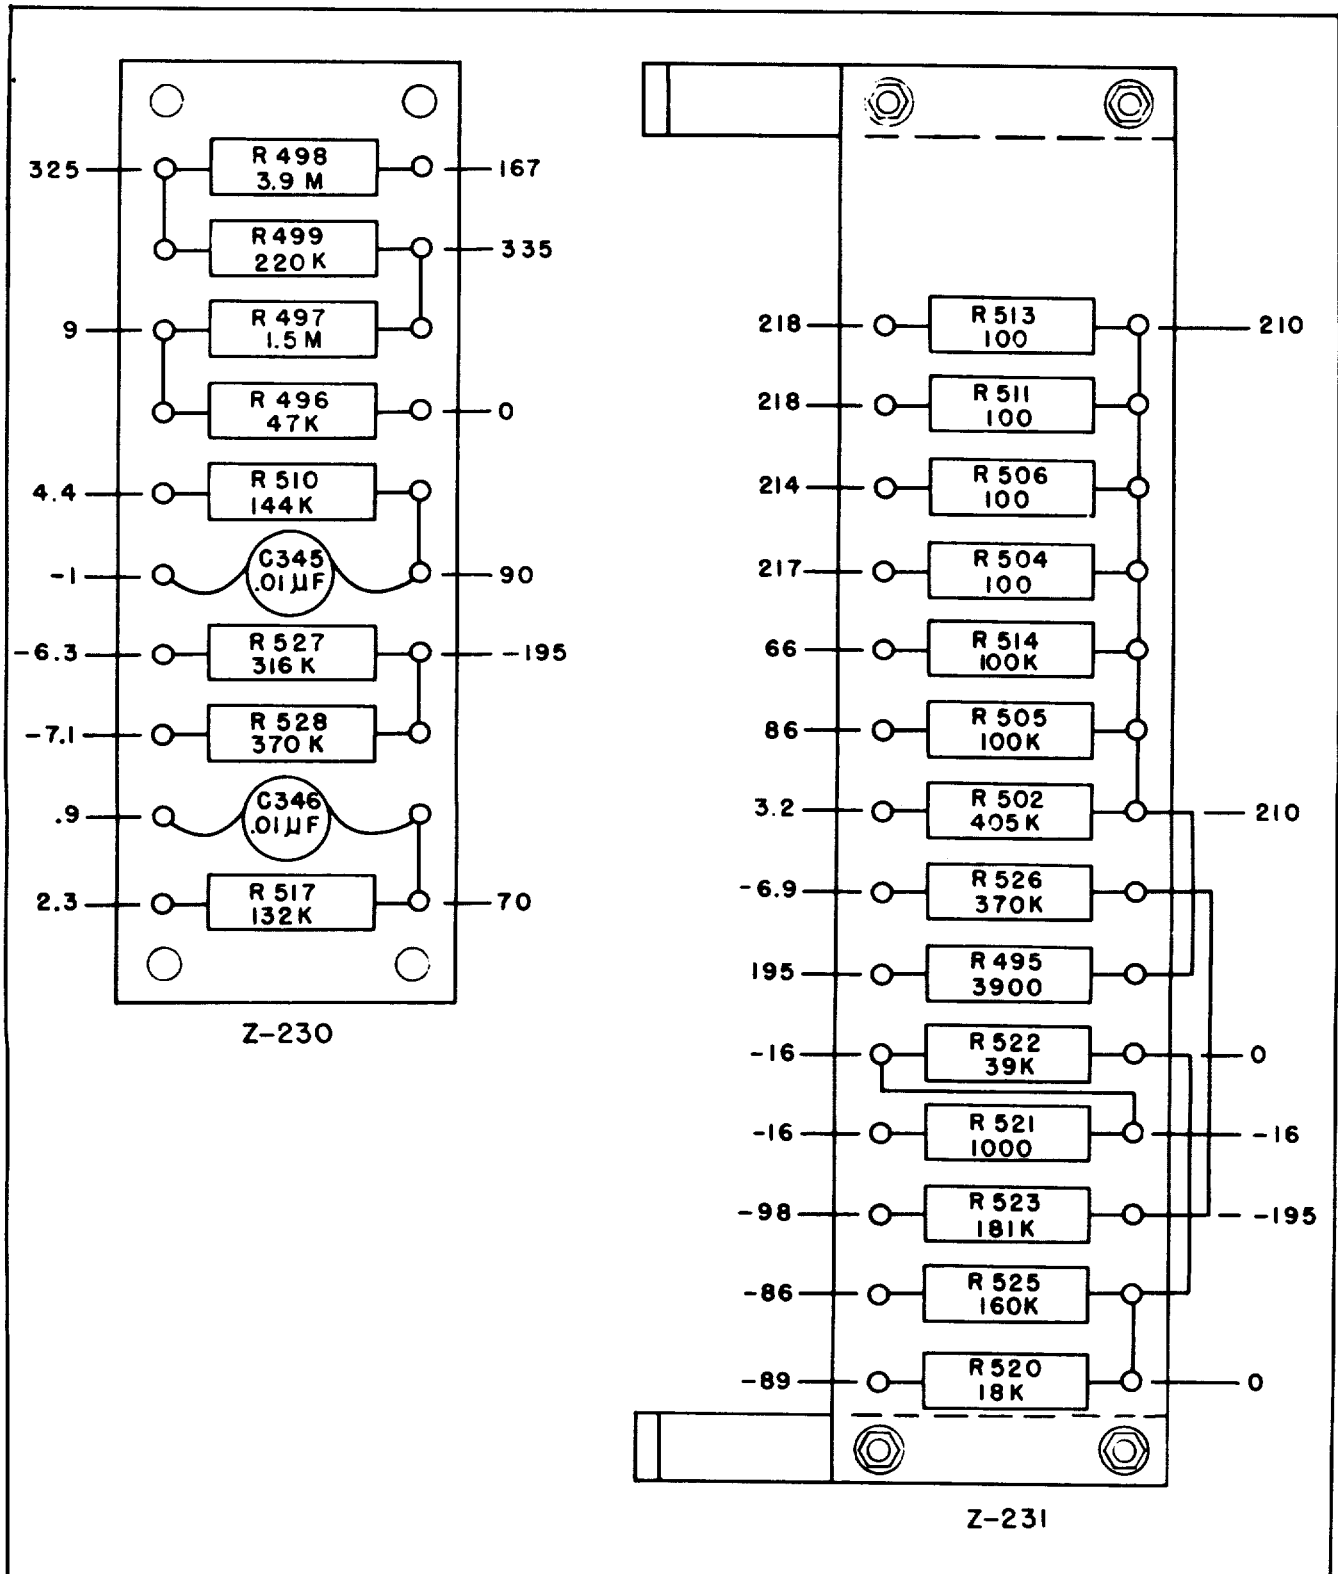 325
R 498
3.9 M
167
R 499
220 K
335
9
R 497
1.5 M
R 496
47K
0
4.4
R 510
144K
-1
C345
.01µF
90
-6.3
R 527
316 K
-195
-7.1
R 528
370 K
.9
C346
.01µF
2.3
R 517
132K
70
Z-230
218
R 513
100
210
218
R 511
100
214
R 506
100
217
R 504
100
66
R 514
100K
86
R 505
100K
3.2
R 502
405K
210
-6.9
R 526
370K
195
R 495
3900
-16
R 522
39K
0
-16
R 521
1000
-16
-98
R 523
181K
-195
-86
R 525
160K
-89
R 520
18K
0
Z-231